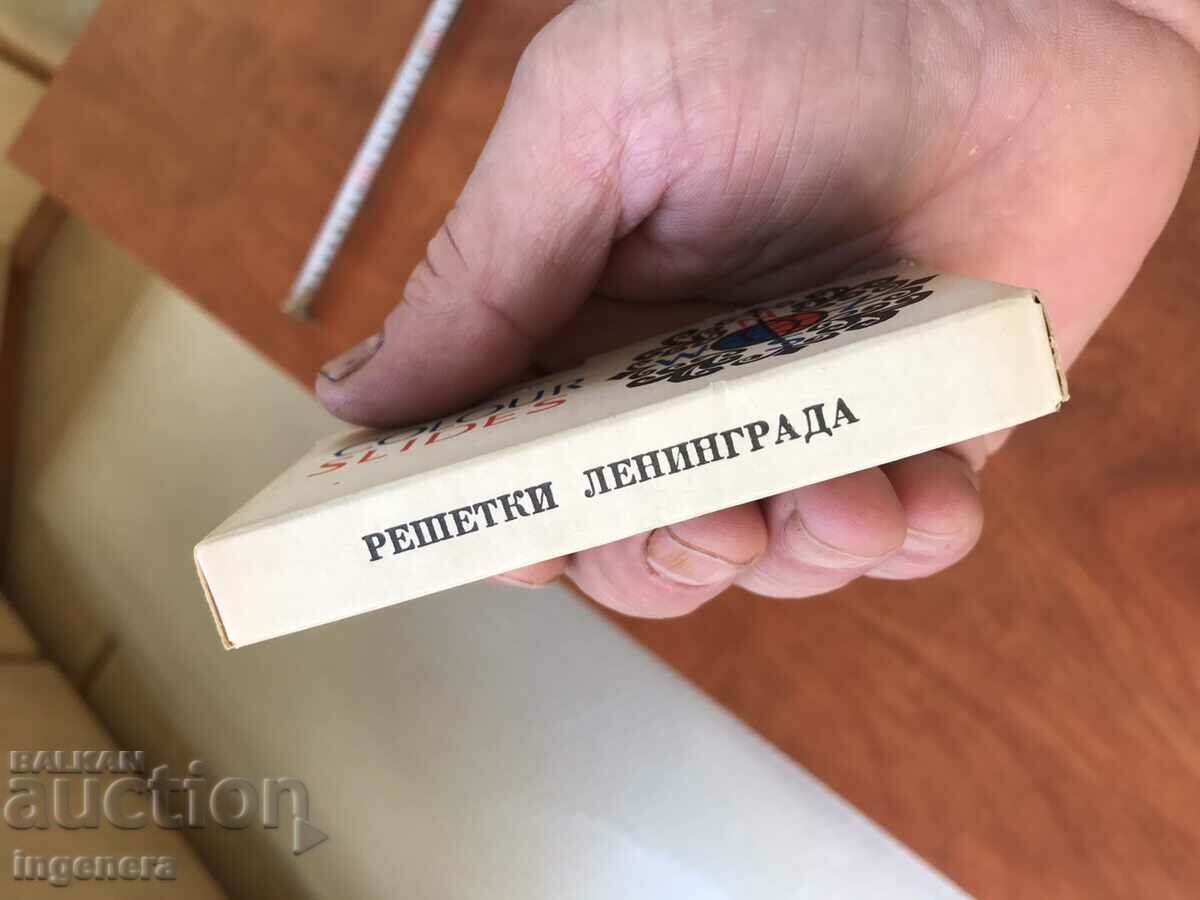 COLOUR
SLIDES
РЕШЕТКИ ЛЕНИНГРАДА
BALKAN
auction
ingenera